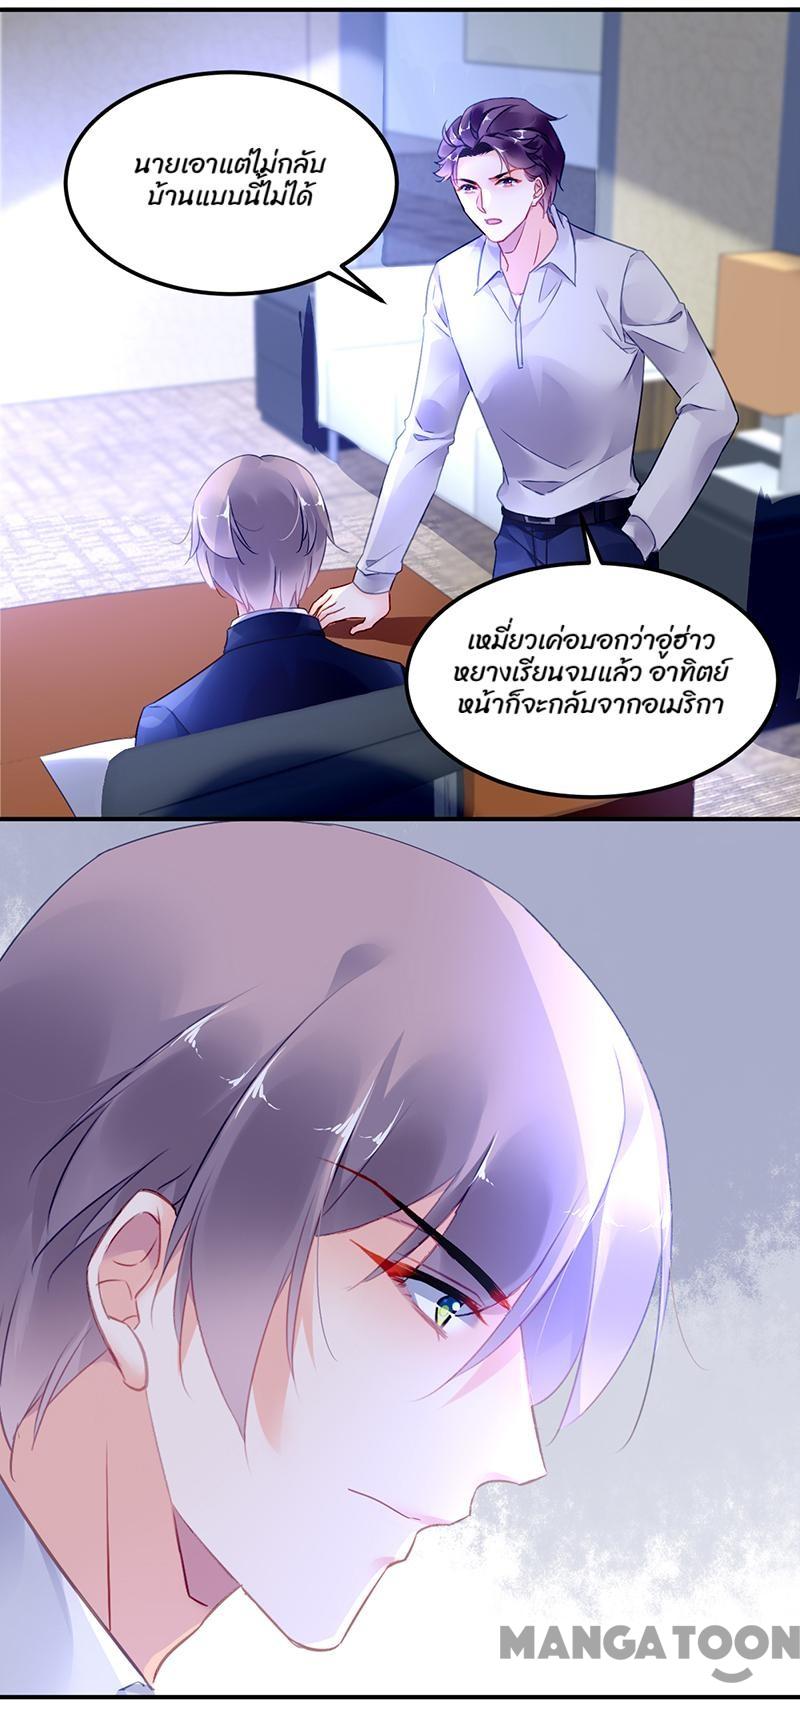 นายเอาแต่ไม่กลับ
บ้านแบบนี้ไม่ได้
เหมี่ยวเค่อบอกว่าอู่ฮ่าว
หยางเรียนจบแล้ว อาทิตย์
หน้าก็จะกลับจากอเมริกา
MANGATOON